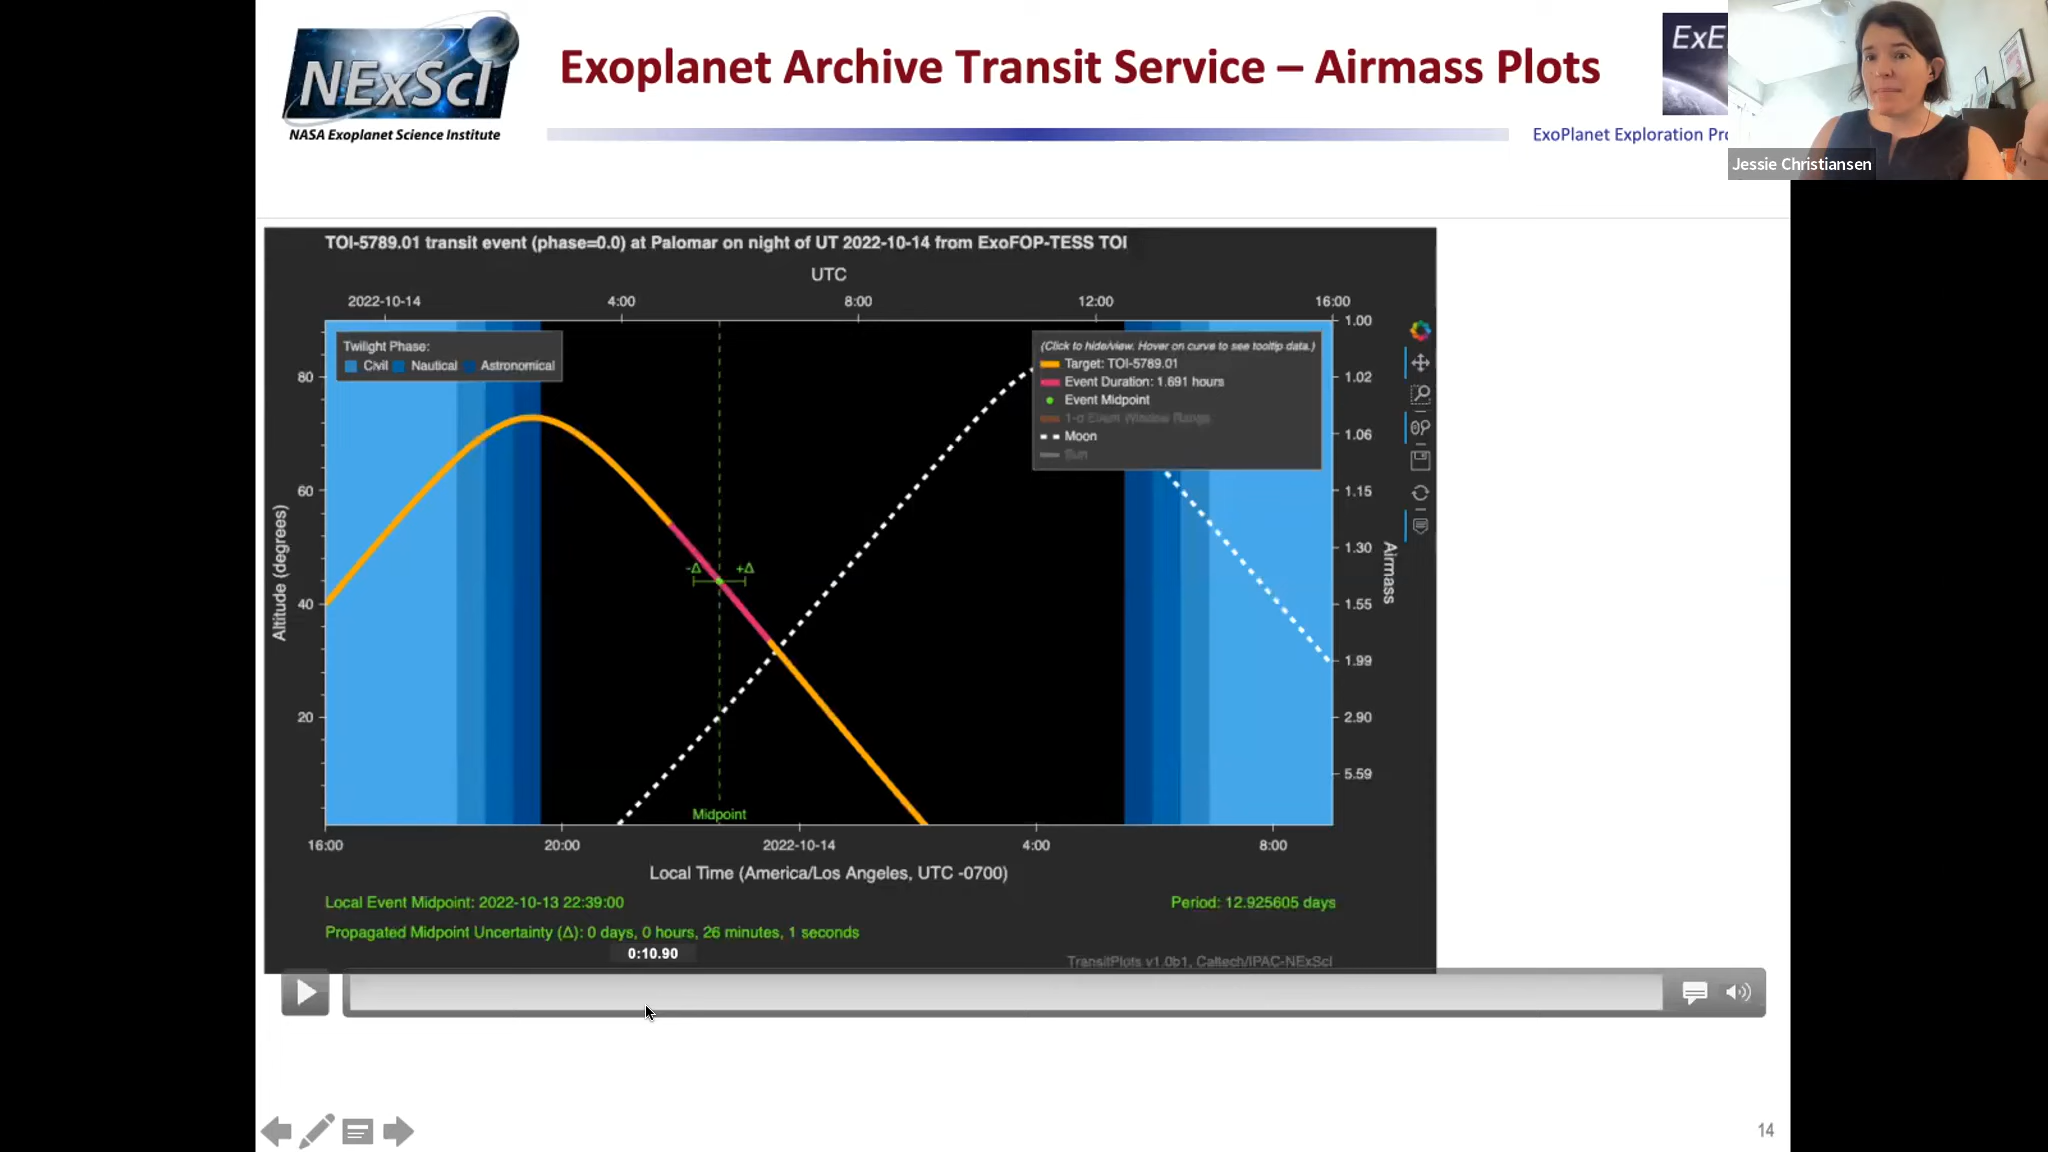 NExScI
NASA Exoplanet Science Institute
Exoplanet Archive Transit Service – Airmass Plots
ExE
ExoPlanet Exploration Pr
Jessie Christiansen
TOI-5789.01 transit event (phase=0.0) at Palomar on night of UT 2022-10-14 from ExoFOP-TESS TOI
UTC
2022-10-14 4:00 8:00 12:00 16:00
Twilight Phase:
Civil Nautical Astronomical
(Click to hide/view. Hover on curve to see tooltip data.)
Target: TOI-5789.01
Event Duration: 1.691 hours
Event Midpoint
1-σ Event Window Range
Moon
Sun
Altitude (degrees)
80
60
40
20
1.00
1.02
1.06
1.15
1.30
1.55
1.99
2.90
5.59
Airmass
-Δ +Δ
Midpoint
16:00 20:00 2022-10-14 4:00 8:00
Local Time (America/Los Angeles, UTC -0700)
Local Event Midpoint: 2022-10-13 22:39:00
Period: 12.925605 days
Propagated Midpoint Uncertainty (Δ): 0 days, 0 hours, 26 minutes, 1 seconds
0:10.90
TransitPlots v1.0b1, Caltech/IPAC-NExScI
14